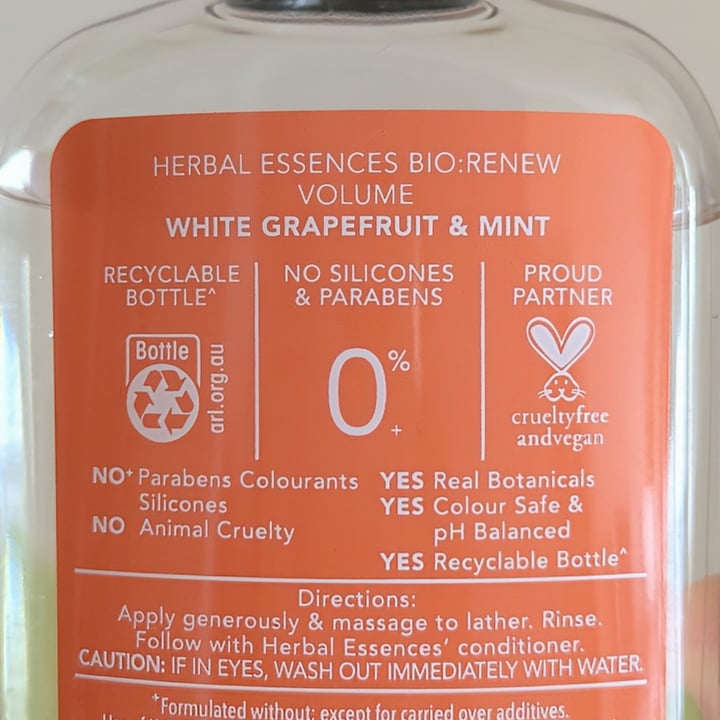 HERBAL ESSENCES BIO:RENEW
VOLUME
WHITE GRAPEFRUIT & MINT
RECYCLABLE
BOTTLE^
Bottle
arl.org.au
NO SILICONES
& PARABENS
0%+
PROUD
PARTNER
crueltyfree
andvegan
NO+ Parabens Colourants
Silicones
NO Animal Cruelty
YES Real Botanicals
YES Colour Safe &
pH Balanced
YES Recyclable Bottle^
Directions:
Apply generously & massage to lather. Rinse.
Follow with Herbal Essences' conditioner.
CAUTION: IF IN EYES, WASH OUT IMMEDIATELY WITH WATER.
+Formulated without; except for carried over additives.